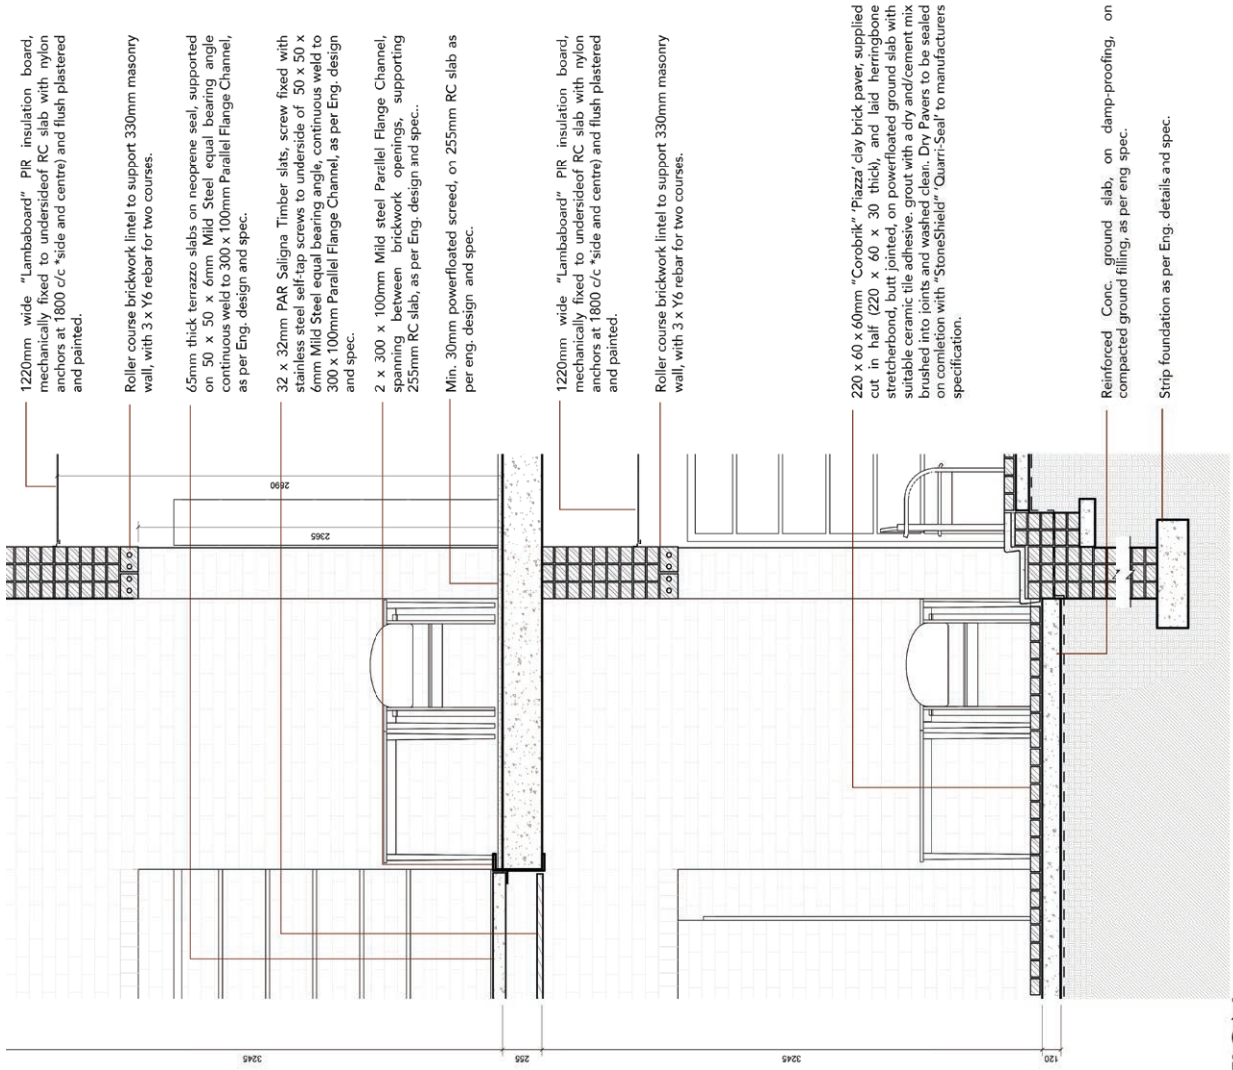 1220mm wide "Lambaboard" PIR insulation board,
mechanically fixed to undersideof RC slab with nylon
anchors at 1800 c/c *side and centre) and flush plastered
and painted.
Roller course brickwork lintel to support 330mm masonry
wall, with 3 x Y6 rebar for two courses.
65mm thick terrazzo slabs on neoprene seal, supported
on 50 x 50 x 6mm Mild Steel equal bearing angle
continuous weld to 300 x 100mm Parallel Flange Channel,
as per Eng. design and spec.
32 x 32mm PAR Saligna Timber slats, screw fixed with
stainless steel self-tap screws to underside of 50 x 50 x
6mm Mild Steel equal bearing angle, continuous weld to
300 x 100mm Parallel Flange Channel, as per Eng. design
and spec.
2 x 300 x 100mm Mild steel Parallel Flange Channel,
spanning between brickwork openings, supporting
255mm RC slab, as per Eng. design and spec..
Min. 30mm powerfloated screed, on 255mm RC slab as
per eng. design and spec.
1220mm wide "Lambaboard" PIR insulation board,
mechanically fixed to undersideof RC slab with nylon
anchors at 1800 c/c *side and centre) and flush plastered
and painted.
Roller course brickwork lintel to support 330mm masonry
wall, with 3 x Y6 rebar for two courses.
220 x 60 x 60mm "Corobrik" 'Piazza' clay brick paver, supplied
cut in half (220 x 60 x 30 thick), and laid herringbone
stretcherbond, butt jointed, on powerfloated ground slab with
suitable ceramic tile adhesive. grout with a dry and/cement mix
brushed into joints and washed clean. Dry Pavers to be sealed
on comletion with "StoneShield" 'Quarri-Seal' to manufacturers
specification.
Reinforced Conc. ground slab, on damp-proofing, on
compacted ground filling, as per eng spec.
Strip foundation as per Eng. details and spec.
2690
2365
3245
255
3245
120